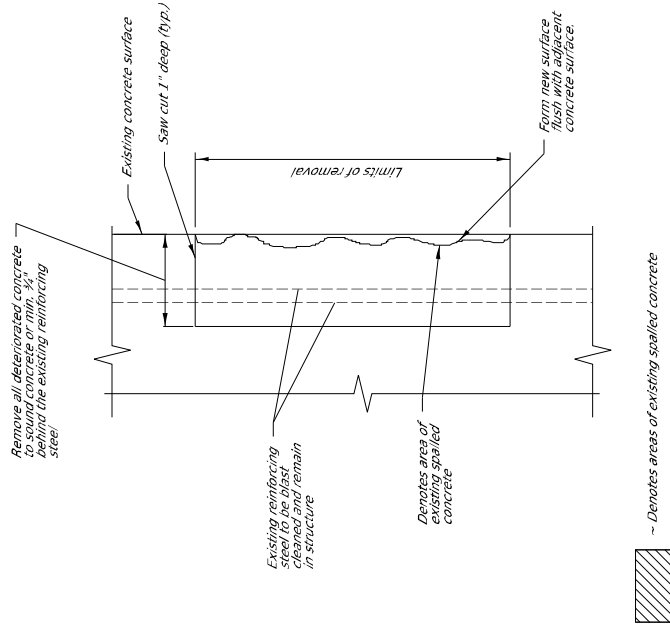 Remove all deteriorated concrete
to sound concrete or min. ¾"
behind the existing reinforcing
steel
Existing concrete surface
Saw cut 1" deep (typ.)
Limits of removal
Existing reinforcing
steel to be blast
cleaned and remain
in structure
Denotes area of
existing spalled
concrete
Form new surface
flush with adjacent
concrete surface.
~ Denotes areas of existing spalled concrete